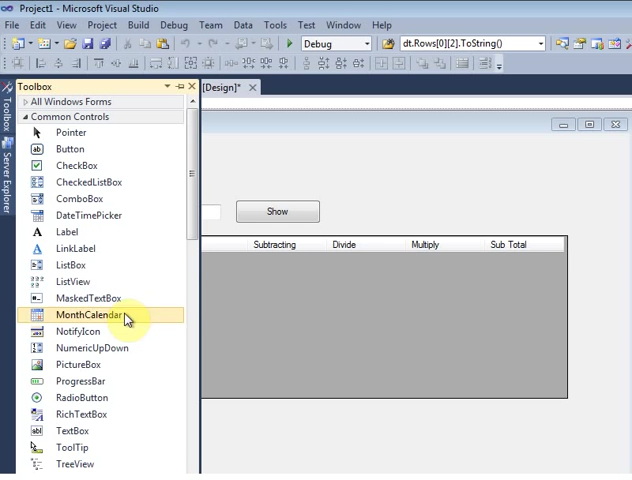 Project1 - Microsoft Visual Studio
File Edit View Project Build Debug Team Data Tools Test Window Help
Debug dt.Rows[0][2].ToString()
Toolbox
[Design]*
All Windows Forms
Common Controls
Pointer
Button
CheckBox
CheckedListBox
ComboBox
DateTimePicker
Label
LinkLabel
ListBox
ListView
MaskedTextBox
MonthCalendar
NotifyIcon
NumericUpDown
PictureBox
ProgressBar
RadioButton
RichTextBox
TextBox
ToolTip
TreeView
Toolbox
Server Explorer
Show
Subtracting Divide Multiply Sub Total